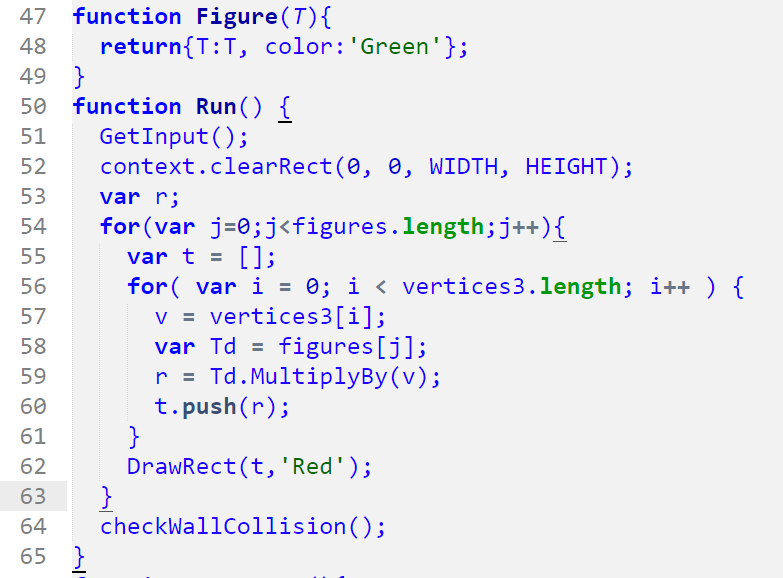 47 function Figure(T){
48   return{T:T, color:'Green'};
49 }
50 function Run() {
51   GetInput();
52   context.clearRect(0, 0, WIDTH, HEIGHT);
53   var r;
54   for(var j=0;j<figures.length;j++){
55     var t = [];
56     for( var i = 0; i < vertices3.length; i++ ) {
57       v = vertices3[i];
58       var Td = figures[j];
59       r = Td.MultiplyBy(v);
60       t.push(r);
61     }
62     DrawRect(t,'Red');
63   }
64   checkWallCollision();
65 }